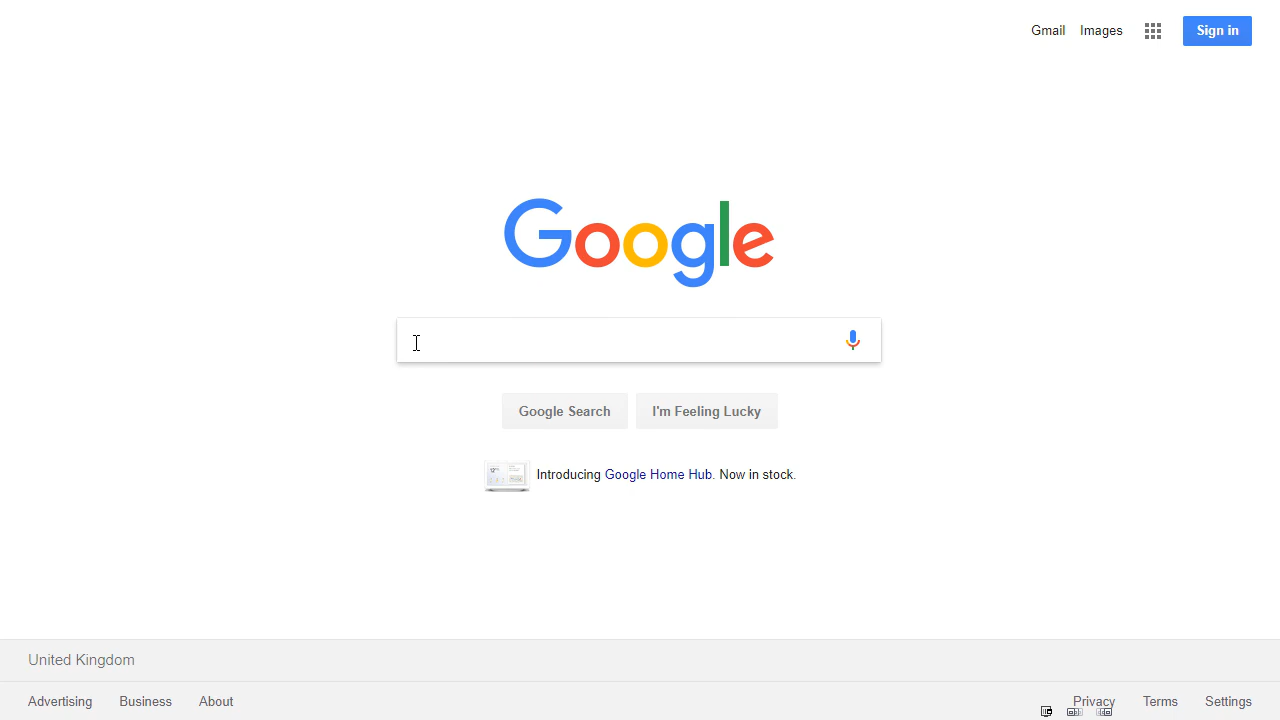 Gmail Images Sign in
Google
Google Search I'm Feeling Lucky
Introducing Google Home Hub. Now in stock.
United Kingdom
Advertising Business About Privacy Terms Settings